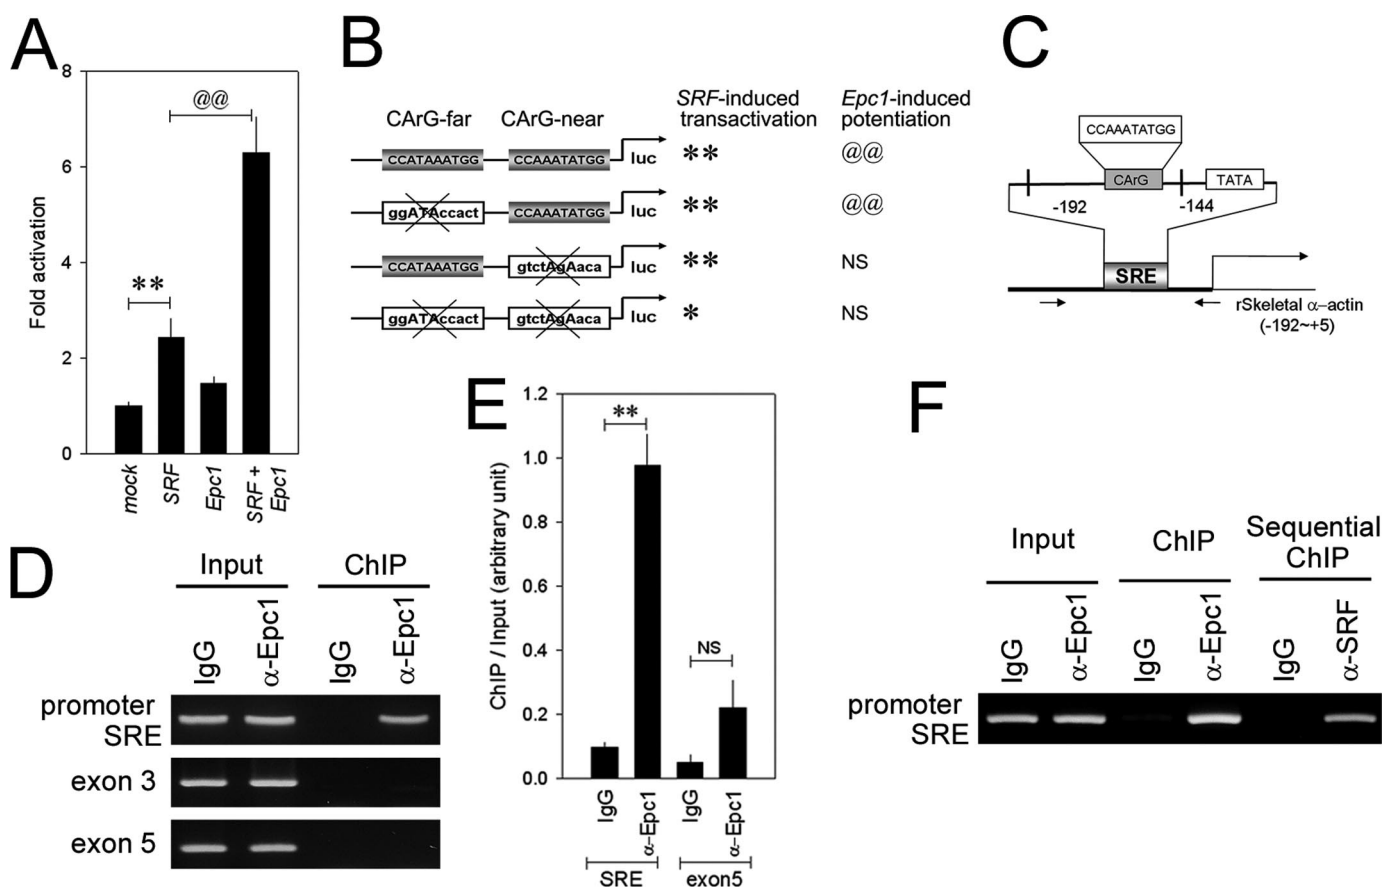 A
8
6
4
2
0
Fold activation
@@
**
mock
SRF
Epc1
SRF +
Epc1
B
CArG-far
CArG-near
SRF-induced
transactivation
Epc1-induced
potentiation
CCATAAATGG CCAAATATGG luc ** @@
ggATAccact CCAAATATGG luc ** @@
CCATAAATGG gtctAgAaca luc ** NS
ggATAccact gtctAgAaca luc * NS
C
CCAAATATGG
CArG TATA
-192 -144
SRE
rSkeletal α–actin
(-192~+5)
D
Input ChIP
IgG α-Epc1 IgG α-Epc1
promoter
SRE
exon 3
exon 5
E
1.2
1.0
0.8
0.6
0.4
0.2
0.0
ChIP / Input (arbitrary unit)
**
NS
IgG α–Epc1 IgG α–Epc1
SRE exon5
F
Input ChIP Sequential
ChIP
IgG α-Epc1 IgG α-Epc1 IgG α-SRF
promoter
SRE